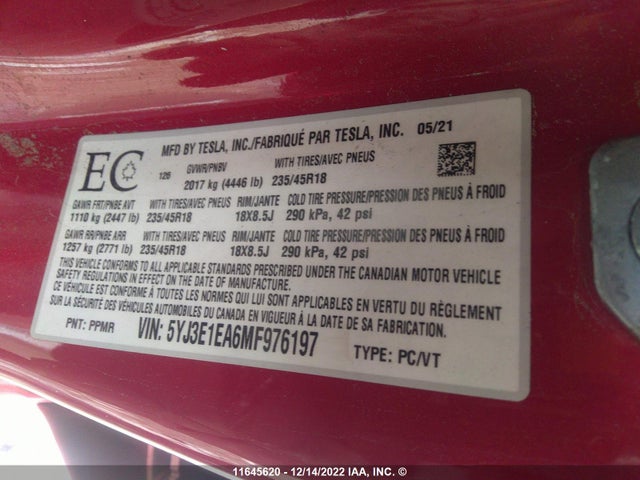 MFD BY TESLA, INC./FABRIQUÉ PAR TESLA, INC. 05/21
EC 126 GVWR/PNBV WITH TIRES/AVEC PNEUS
2017 kg (4446 lb) 235/45R18
GAWR FRT/PNBE AVT WITH TIRES/AVEC PNEUS RIM/JANTE COLD TIRE PRESSURE/PRESSION DES PNEUS À FROID
1110 kg (2447 lb) 235/45R18 18X8.5J 290 kPa, 42 psi
GAWR RR/PNBE ARR WITH TIRES/AVEC PNEUS RIM/JANTE COLD TIRE PRESSURE/PRESSION DES PNEUS À FROID
1257 kg (2771 lb) 235/45R18 18X8.5J 290 kPa, 42 psi
THIS VEHICLE CONFORMS TO ALL APPLICABLE STANDARDS PRESCRIBED UNDER THE CANADIAN MOTOR VEHICLE
SAFETY REGULATIONS IN EFFECT ON THE DATE OF MANUFACTURE.
CE VÉHICULE EST CONFORME À TOUTES LES NORMES QUI LUI SONT APPLICABLES EN VERTU DU RÈGLEMENT
SUR LA SÉCURITÉ DES VÉHICULES AUTOMOBILES DU CANADA EN VIGUEUR À LA DATE DE SA FABRICATION.
PNT: PPMR VIN: 5YJ3E1EA6MF976197 TYPE: PC/VT
11645620 - 12/14/2022 IAA, INC. ©